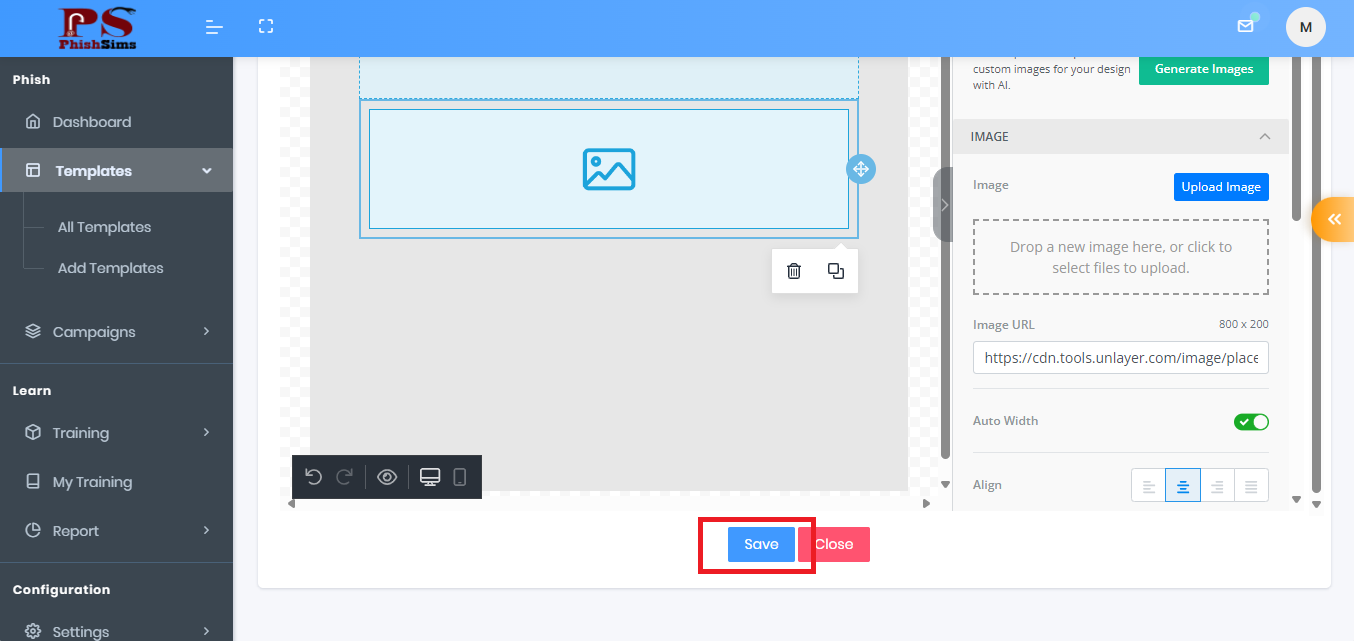 PS
PhishSims
M
Phish
Dashboard
Templates
All Templates
Add Templates
Campaigns
Learn
Training
My Training
Report
Configuration
Settings
custom images for your design
with AI.
Generate Images
IMAGE
Image
Upload Image
Drop a new image here, or click to
select files to upload.
Image URL
800 x 200
https://cdn.tools.unlayer.com/image/place
Auto Width
Align
Save
Close